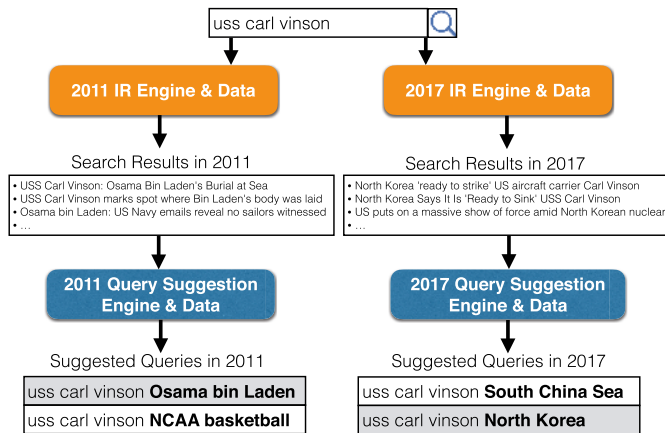 uss carl vinson
2011 IR Engine & Data
2017 IR Engine & Data
Search Results in 2011
Search Results in 2017
• USS Carl Vinson: Osama Bin Laden's Burial at Sea
• USS Carl Vinson marks spot where Bin Laden's body was laid
• Osama bin Laden: US Navy emails reveal no sailors witnessed
• ...
• North Korea 'ready to strike' US aircraft carrier Carl Vinson
• North Korea Says It Is 'Ready to Sink' USS Carl Vinson
• US puts on a massive show of force amid North Korean nuclear
• ...
2011 Query Suggestion
Engine & Data
2017 Query Suggestion
Engine & Data
Suggested Queries in 2011
Suggested Queries in 2017
uss carl vinson Osama bin Laden
uss carl vinson NCAA basketball
uss carl vinson South China Sea
uss carl vinson North Korea